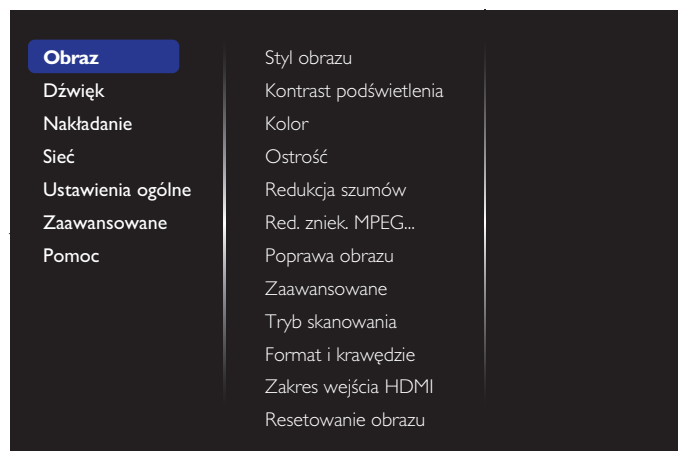 Obraz
Dźwięk
Nakładanie
Sieć
Ustawienia ogólne
Zaawansowane
Pomoc
Styl obrazu
Kontrast podświetlenia
Kolor
Ostrość
Redukcja szumów
Red. zniek. MPEG...
Poprawa obrazu
Zaawansowane
Tryb skanowania
Format i krawędzie
Zakres wejścia HDMI
Resetowanie obrazu